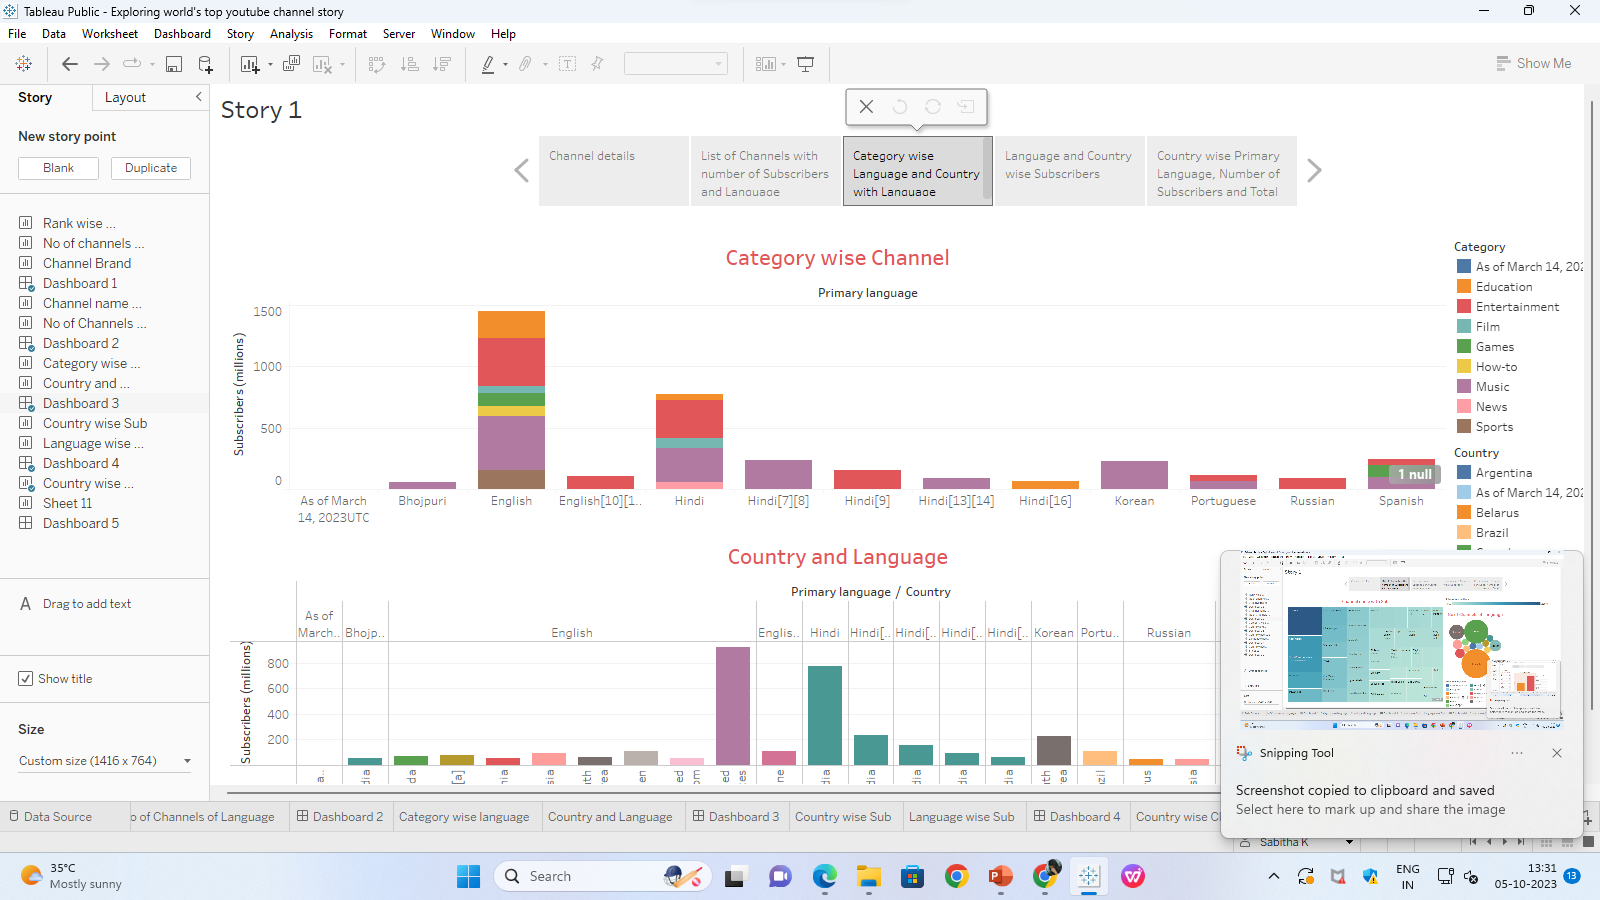 Tableau Public - Exploring world's top youtube channel story
File Data Worksheet Dashboard Story Analysis Format Server Window Help
Show Me
Story Layout
New story point
Blank Duplicate
Rank wise ...
No of channels ...
Channel Brand
Dashboard 1
Channel name ...
No of Channels ...
Dashboard 2
Category wise ...
Country and ...
Dashboard 3
Country wise Sub
Language wise ...
Dashboard 4
Country wise ...
Sheet 11
Dashboard 5
A Drag to add text
Show title
Size
Custom size (1416 x 764)
Story 1
Channel details
List of Channels with
number of Subscribers
and Language
Category wise
Language and Country
with Language
Language and Country
wise Subscribers
Country wise Primary
Language, Number of
Subscribers and Total
Category wise Channel
Primary language
Subscribers (millions)
1500
1000
500
0
As of March
14, 2023UTC
Bhojpuri
English
English[10][1..
Hindi
Hindi[7][8]
Hindi[9]
Hindi[13][14]
Hindi[16]
Korean
Portuguese
Russian
Spanish
1 null
Category
As of March 14, 202
Education
Entertainment
Film
Games
How-to
Music
News
Sports
Country
Argentina
As of March 14, 202
Belarus
Brazil
Country and Language
Primary language / Country
As of
March..
Bhojp..
English
Englis..
Hindi
Hindi[..
Hindi[..
Hindi[..
Hindi[..
Korean
Portu..
Russian
Subscribers (millions)
800
600
400
200
Snipping Tool
Screenshot copied to clipboard and saved
Select here to mark up and share the image
Data Source
o of Channels of Language
Dashboard 2
Category wise language
Country and Language
Dashboard 3
Country wise Sub
Language wise Sub
Dashboard 4
Country wise Cl
Sabitha K
35°C
Mostly sunny
Search
ENG
IN
13:31
05-10-2023
13